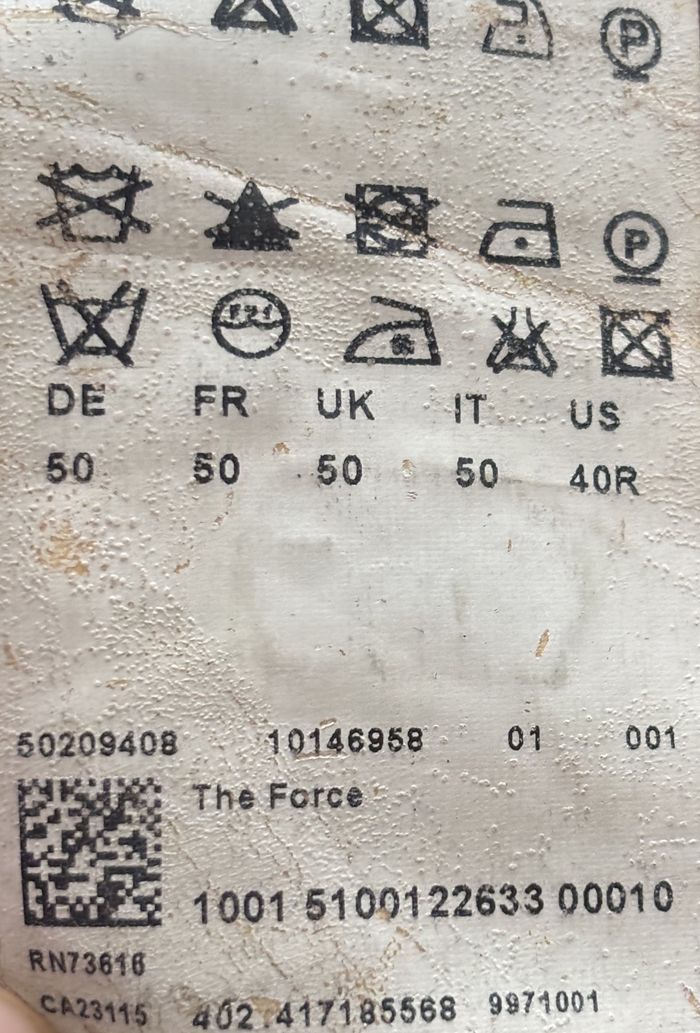 P
P
DE FR UK IT US
50 50 50 50 40R
50209408 10146958 01 001
The Force
1001 5100122633 00010
RN73616
CA23115 402.417185568 9971001